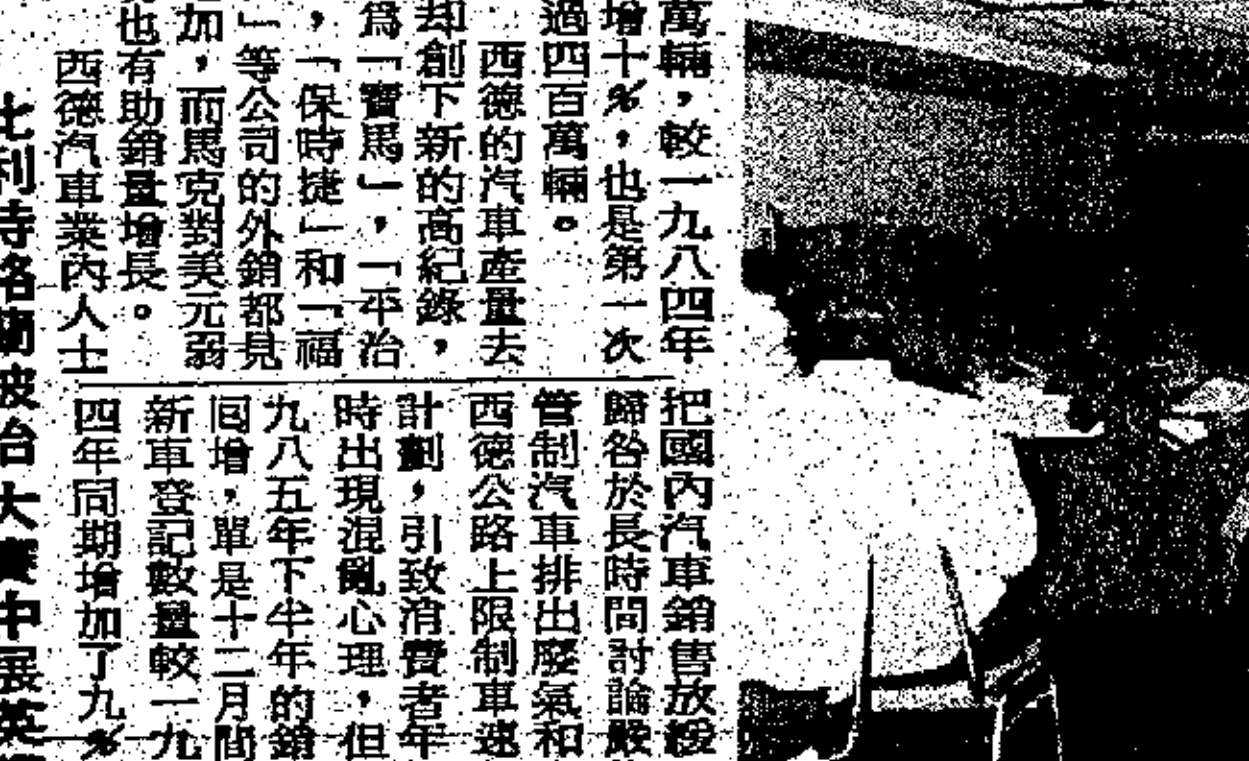 萬輛，較一九八四年
增十％，也是第一次
過四百萬輛。
西德的汽車產量去
却創下新的高紀錄，
爲「寶馬」，「平治
，「保時捷」和「福
」等公司的外銷都見
加，而馬克對美元弱
也有助銷量增長。
西德汽車業內人士
把國內汽車銷售放緩
歸咎於長時間討論嚴
管制汽車排出廢氣和
西德公路上限制車速
計劃，引致消費者年
時出現混亂心理，但
九八五年下半年的銷
回增，單是十二月間
新車登記數量較一九
四年同期增加了九％
比利時格蘭披治大賽中展英